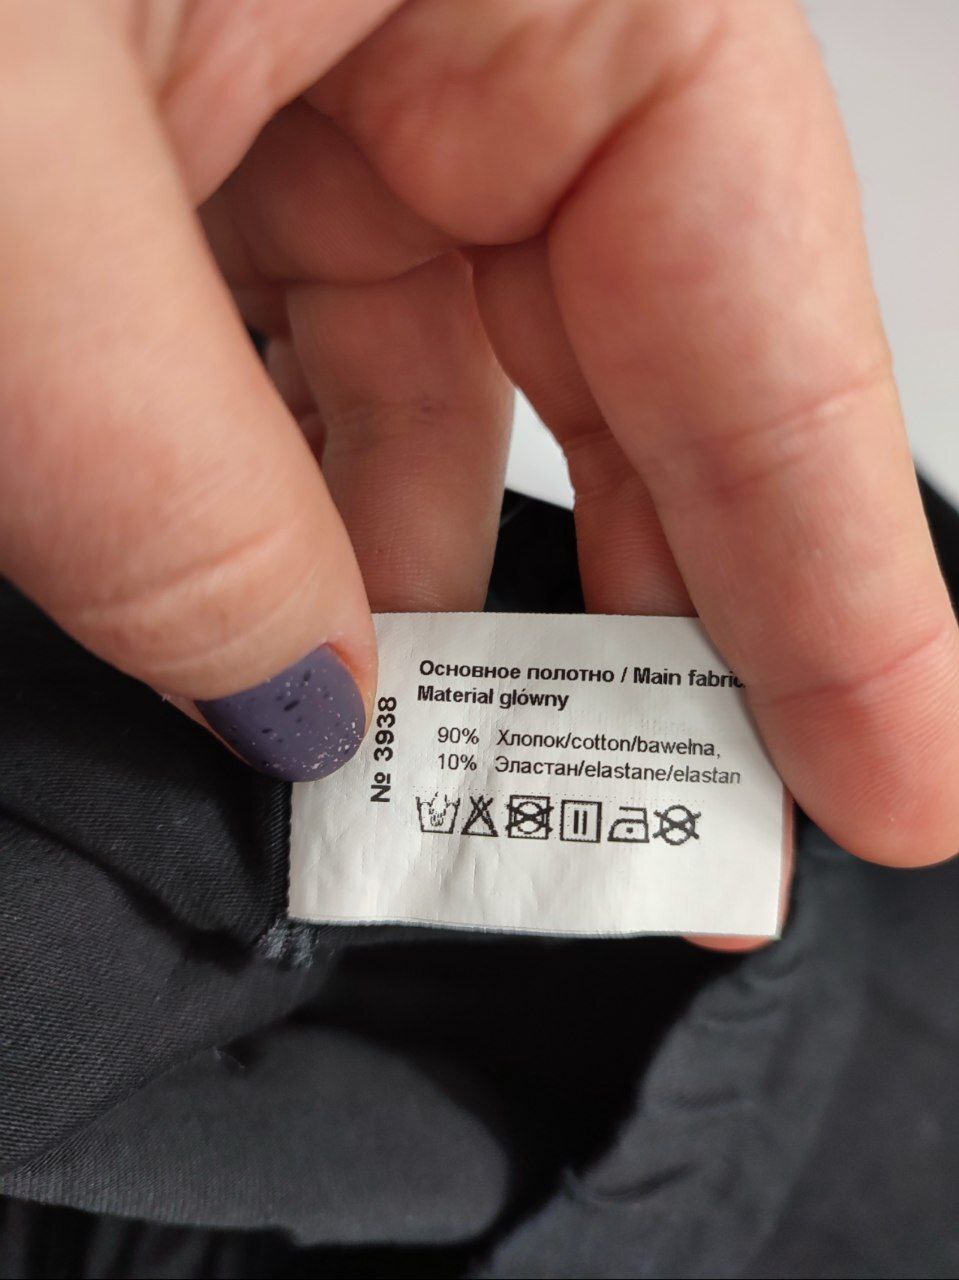 № 3938
Основное полотно / Main fabric
Material główny
90% Хлопок/cotton/bawełna,
10% Эластан/elastane/elastan